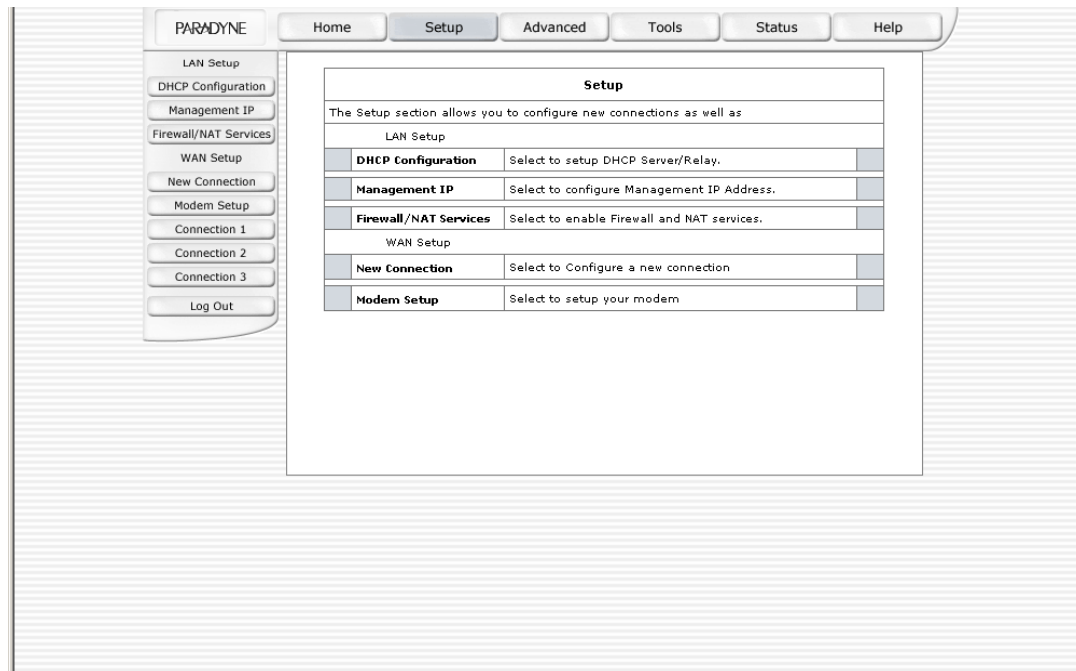 PARADYNE
Home Setup Advanced Tools Status Help
LAN Setup
DHCP Configuration
Management IP
Firewall/NAT Services
WAN Setup
New Connection
Modem Setup
Connection 1
Connection 2
Connection 3
Log Out
Setup
The Setup section allows you to configure new connections as well as
LAN Setup
DHCP Configuration Select to setup DHCP Server/Relay.
Management IP Select to configure Management IP Address.
Firewall/NAT Services Select to enable Firewall and NAT services.
WAN Setup
New Connection Select to Configure a new connection
Modem Setup Select to setup your modem